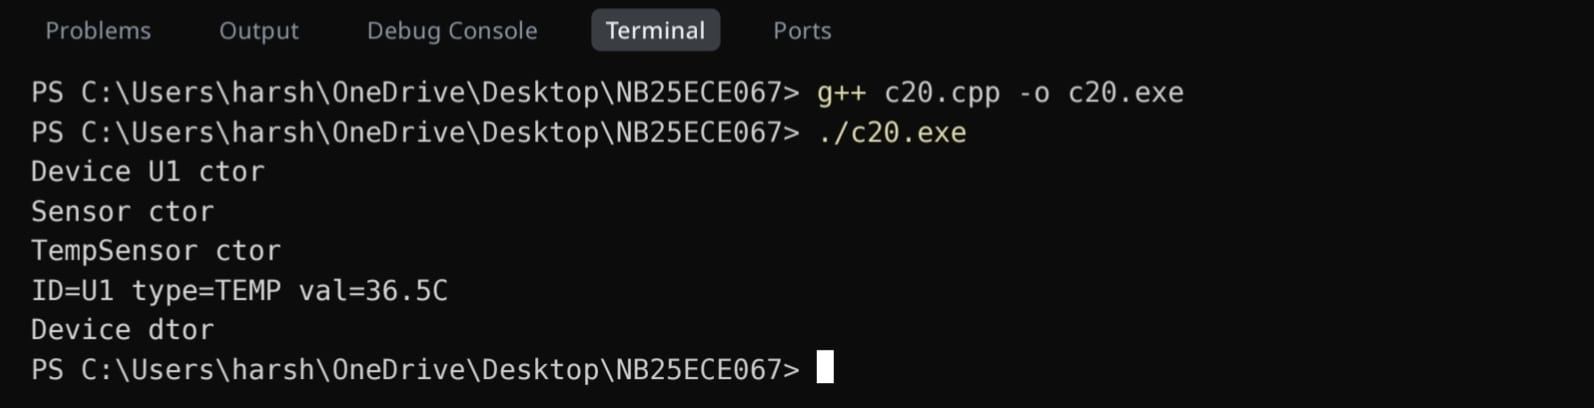 Problems Output Debug Console Terminal Ports
PS C:\Users\harsh\OneDrive\Desktop\NB25ECE067> g++ c20.cpp -o c20.exe
PS C:\Users\harsh\OneDrive\Desktop\NB25ECE067> ./c20.exe
Device U1 ctor
Sensor ctor
TempSensor ctor
ID=U1 type=TEMP val=36.5C
Device dtor
PS C:\Users\harsh\OneDrive\Desktop\NB25ECE067>